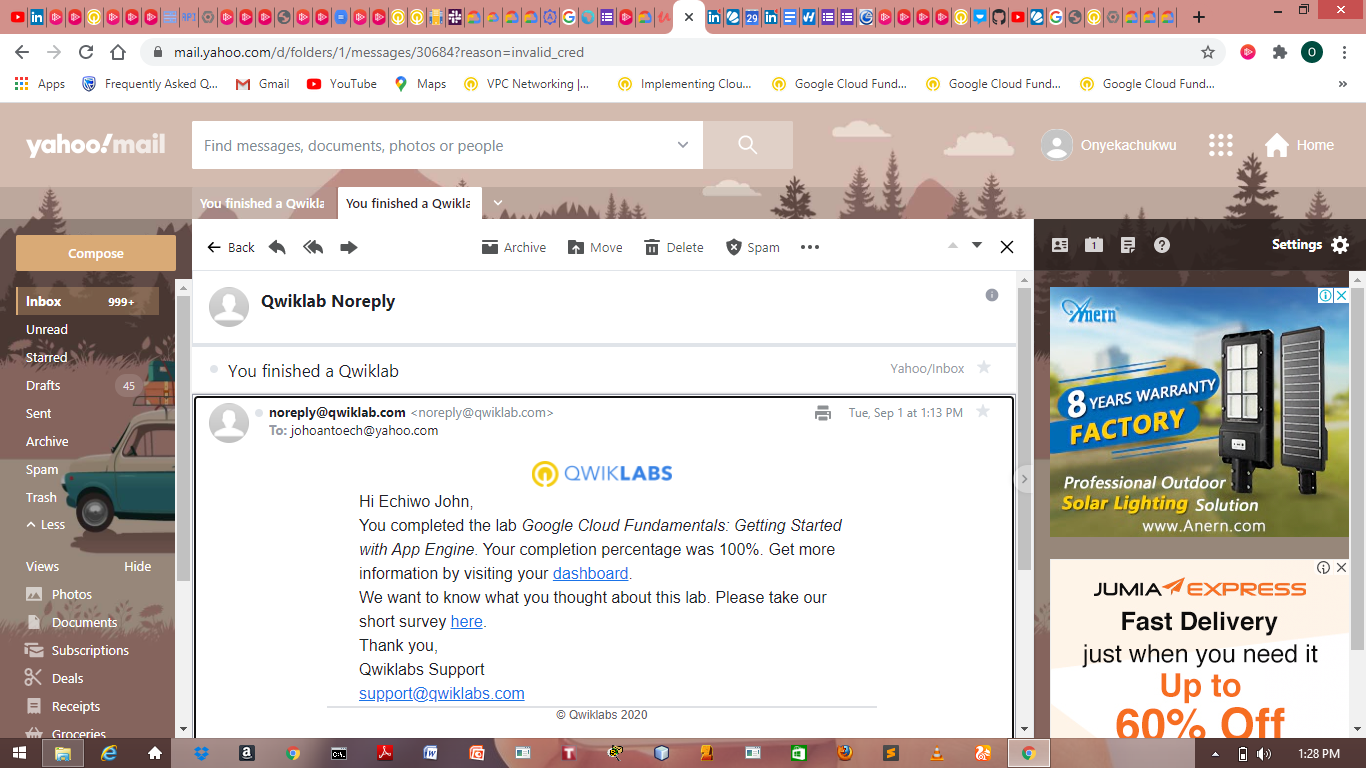 mail.yahoo.com/d/folders/1/messages/30684?reason=invalid_cred
Apps Frequently Asked Q... Gmail YouTube Maps VPC Networking |... Implementing Clou... Google Cloud Fund... Google Cloud Fund... Google Cloud Fund...
yahoo!mail
Find messages, documents, photos or people
Onyekachukwu
Home
You finished a Qwikla
You finished a Qwikla
Compose
Back
Archive Move Delete Spam
1
Settings
Inbox 999+
Unread
Starred
Drafts 45
Sent
Archive
Spam
Trash
Less
Views Hide
Photos
Documents
Subscriptions
Deals
Receipts
Groceries
Qwiklab Noreply
You finished a Qwiklab
Yahoo/Inbox
noreply@qwiklab.com <noreply@qwiklab.com>
Tue, Sep 1 at 1:13 PM
To: johoantoech@yahoo.com
QWIKLABS
Hi Echiwo John,
You completed the lab Google Cloud Fundamentals: Getting Started
with App Engine. Your completion percentage was 100%. Get more
information by visiting your dashboard.
We want to know what you thought about this lab. Please take our
short survey here.
Thank you,
Qwiklabs Support
support@qwiklabs.com
© Qwiklabs 2020
Anern
8 YEARS WARRANTY
FACTORY
Professional Outdoor
Solar Lighting Solution
www.Anern.com
JUMIA EXPRESS
Fast Delivery
just when you need it
Up to
60% Off
1:28 PM